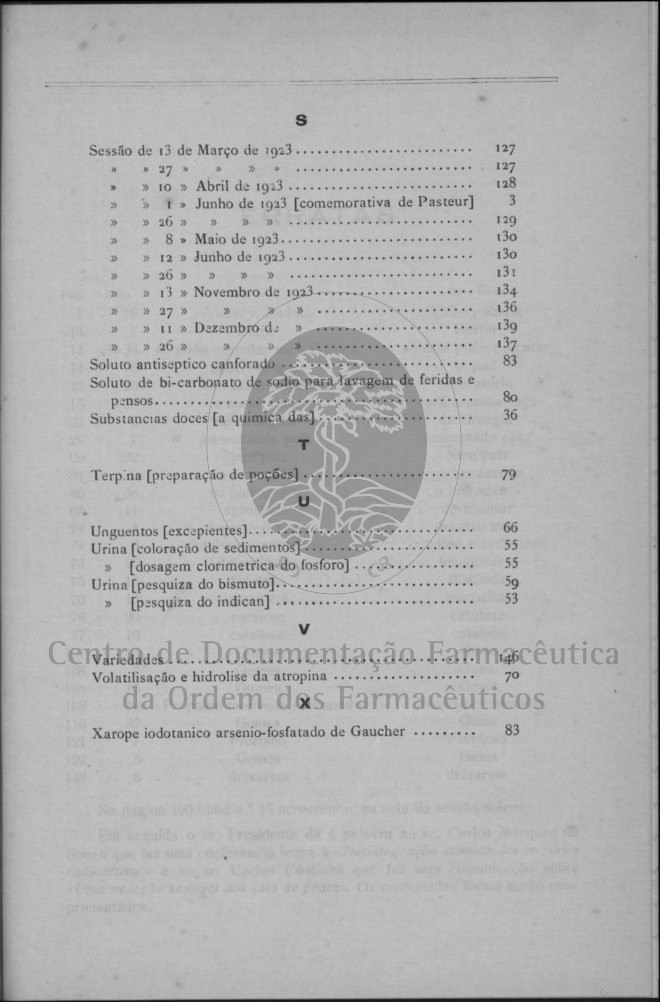 S
Sessão de 13 de Março de 1923 127
» » 27 » » » » 127
» » 10 » Abril de 1923 128
» » 1 » Junho de 1923 [comemorativa de Pasteur] 3
» » 26 » » » » 129
» » 8 » Maio de 1923 130
» » 12 » Junho de 1923 130
» » 26 » » » » 131
» » 13 » Novembro de 1923 134
» » 27 » » » » 136
» » 11 » Dezembro de » 139
» » 26 » » » » 137
Soluto antiseptico canforado 83
Soluto de bi-carbonato de sodio para lavagem de feridas e
pensos 80
Substancias doces [a quimica das] 36
T
Terpina [preparação de poções] 79
U
Unguentos [excepientes] 66
Urina [coloração de sedimentos] 55
» [dosagem clorimetrica do fosforo] 55
Urina [pesquiza do bismuto] 59
» [pesquiza do indican] 53
V
Variedades 146
Centro de Documentação Farmacêutica
Volatilisação e hidrolise da atropina 70
da Ordem dos Farmacêuticos
X
Xarope iodotanico arsenio-fosfatado de Gaucher 83